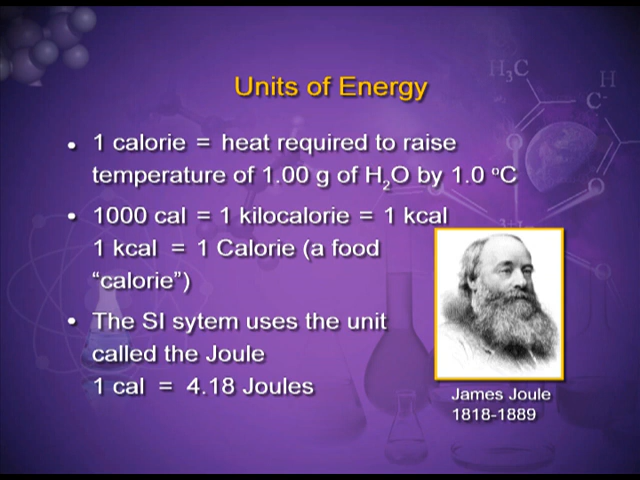 H₃C
H
C
Units of Energy
• 1 calorie = heat required to raise
temperature of 1.00 g of H₂O by 1.0 ºC
• 1000 cal = 1 kilocalorie = 1 kcal
1 kcal = 1 Calorie (a food
“calorie”)
• The SI sytem uses the unit
called the Joule
1 cal = 4.18 Joules
James Joule
1818-1889